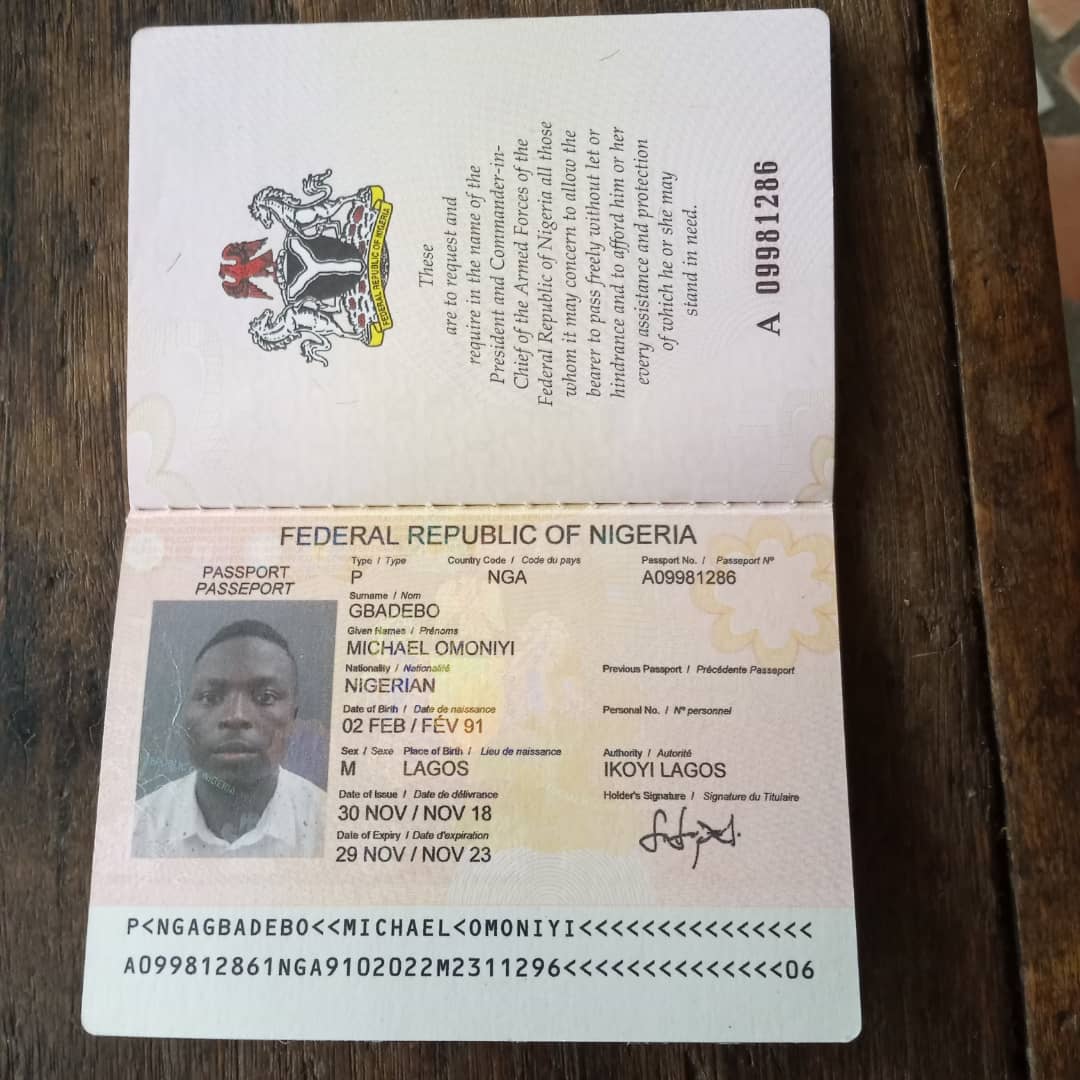 FEDERAL REPUBLIC OF NIGERIA
These
are to request and
require in the name of the
President and Commander-in-
Chief of the Armed Forces of the
Federal Republic of Nigeria all those
whom it may concern to allow the
bearer to pass freely without let or
hindrance and to afford him or her
every assistance and protection
of which he or she may
stand in need.
A 09981286
FEDERAL REPUBLIC OF NIGERIA
PASSPORT
PASSEPORT
Type / Type Country Code / Code du pays Passport No. / Passeport Nº
P NGA A09981286
Surname / Nom
GBADEBO
Given Names / Prénoms
MICHAEL OMONIYI
Nationality / Nationalité Previous Passport / Précédente Passeport
NIGERIAN
Date of Birth / Date de naissance Personal No. / Nº personnel
02 FEB / FÉV 91
Sex / Sexe Place of Birth / Lieu de naissance Authority / Autorité
M LAGOS IKOYI LAGOS
Date of Issue / Date de délivrance Holder's Signature / Signature du Titulaire
30 NOV / NOV 18
Date of Expiry / Date d'expiration
29 NOV / NOV 23
P<NGAGBADEBO<<MICHAEL<OMONIYI<<<<<<<<<<<<<<<
A099812861NGA9102022M2311296<<<<<<<<<<<<<<06